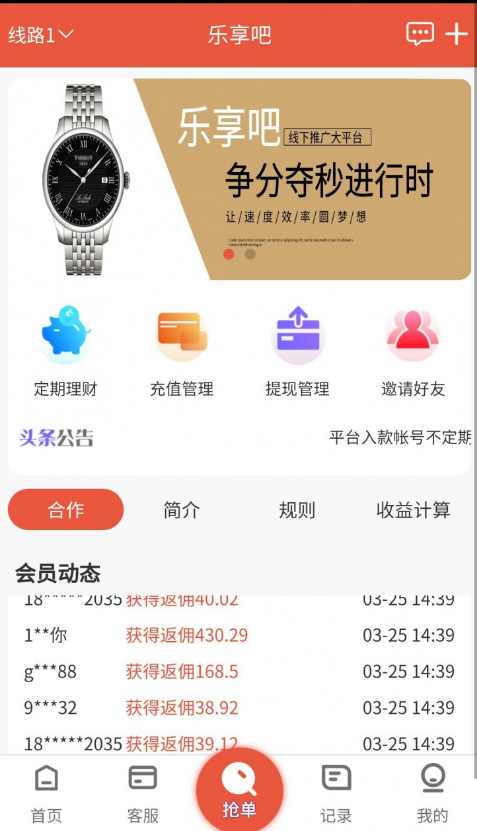 线路1
乐享吧
乐享吧
线下推广大平台
争分夺秒进行时
让/速/度/效/率/圆/梦/想
TISSOT
定期理财
充值管理
提现管理
邀请好友
头条公告
平台入款帐号不定期
合作
简介
规则
收益计算
会员动态
18*****2035 获得返佣40.02 03-25 14:39
1**你 获得返佣430.29 03-25 14:39
g***88 获得返佣168.5 03-25 14:39
9***32 获得返佣38.92 03-25 14:39
18*****2035 获得返佣39.12 03-25 14:39
首页
客服
抢单
记录
我的